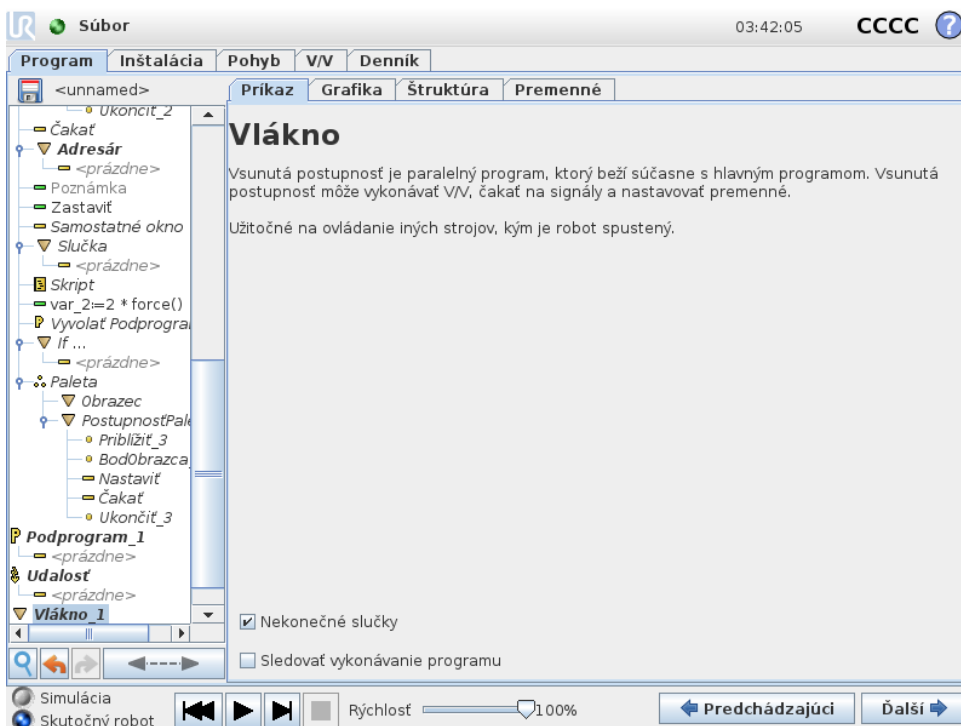 Súbor
03:42:05
CCCC
?
Program
Inštalácia
Pohyb
V/V
Denník
<unnamed>
Príkaz
Grafika
Štruktúra
Premenné
Ukončiť_2
Čakať
Adresár
<prázdne>
Poznámka
Zastaviť
Samostatné okno
Slučka
<prázdne>
Skript
var_2:=2 * force()
Vyvolať Podprogra
If ...
<prázdne>
Paleta
Obrazec
PostupnosťPale
Priblížiť_3
BodObrazca
Nastaviť
Čakať
Ukončiť_3
P Podprogram_1
<prázdne>
Udalosť
<prázdne>
Vlákno_1
Vlákno
Vsunutá postupnosť je paralelný program, ktorý beží súčasne s hlavným programom. Vsunutá
postupnosť môže vykonávať V/V, čakať na signály a nastavovať premenné.
Užitočné na ovládanie iných strojov, kým je robot spustený.
Nekonečné slučky
Sledovať vykonávanie programu
Simulácia
Skutočný robot
Rýchlosť
100%
Predchádzajúci
Ďalší